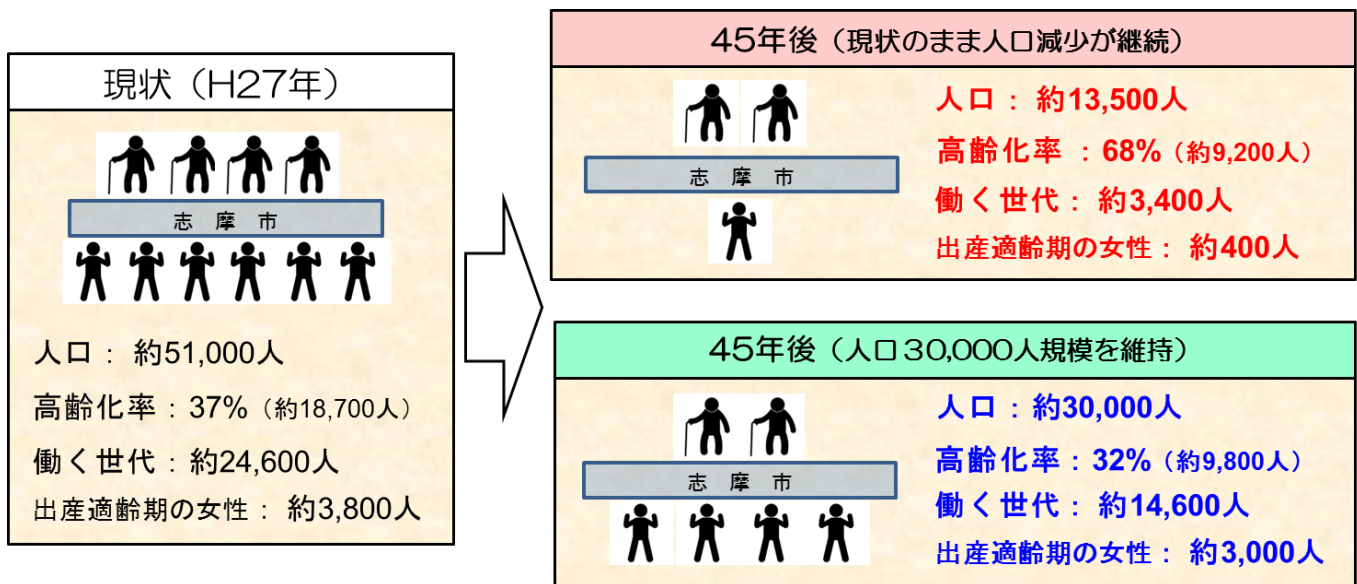 現状（H27年）
志摩市
人口： 約51,000人
高齢化率：37%（約18,700人）
働く世代：約24,600人
出産適齢期の女性： 約3,800人
45年後（現状のまま人口減少が継続）
志摩市
人口： 約13,500人
高齢化率 ：68%（約9,200人）
働く世代： 約3,400人
出産適齢期の女性： 約400人
45年後（人口30,000人規模を維持）
志摩市
人口：約30,000人
高齢化率：32%（約9,800人）
働く世代： 約14,600人
出産適齢期の女性： 約3,000人